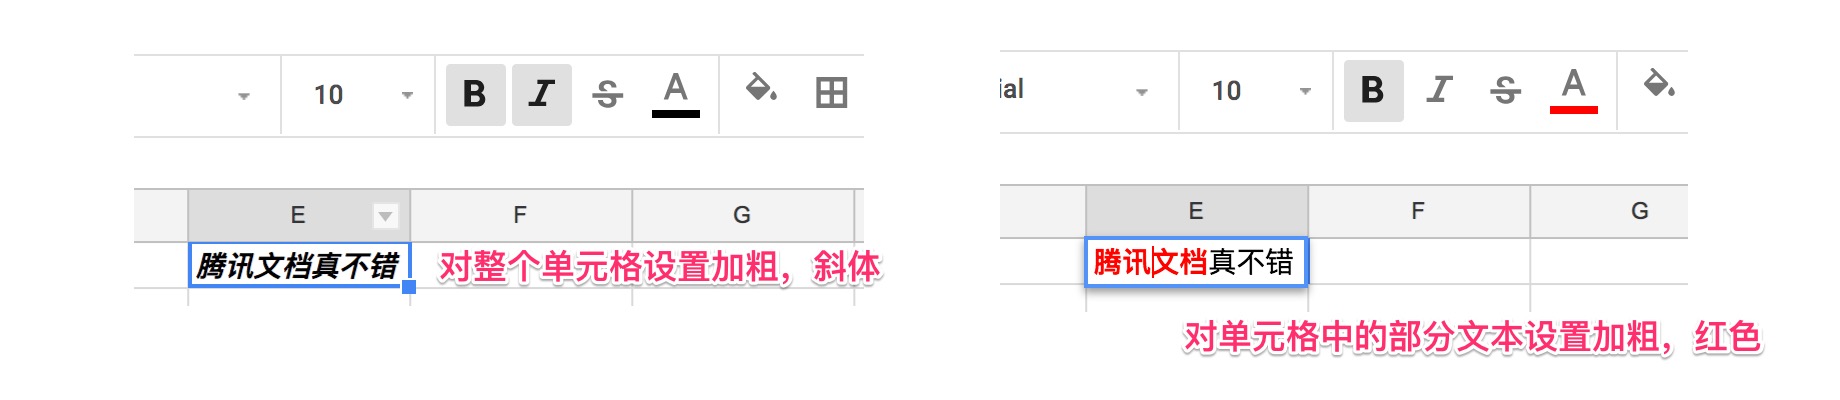 10 B I S A
E F G
腾讯文档真不错 对整个单元格设置加粗，斜体
ial 10 B I S A
E F G
腾讯文档真不错
对单元格中的部分文本设置加粗，红色